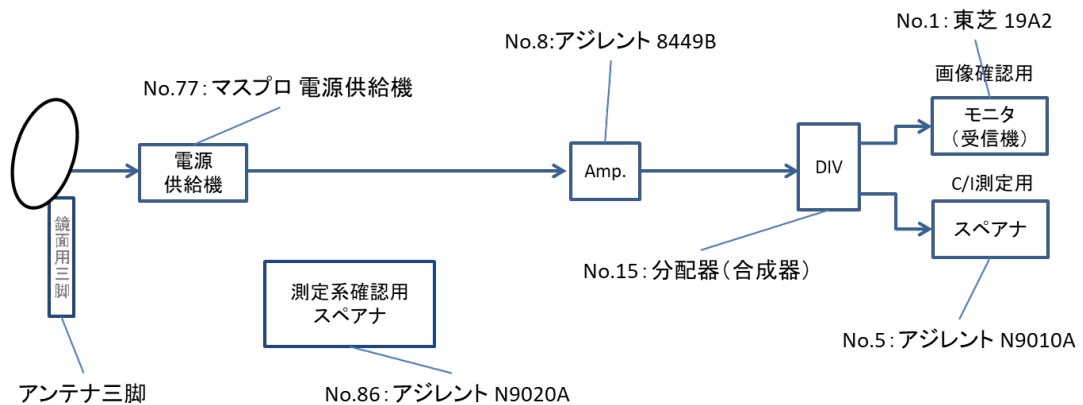 No.1：東芝 19A2
No.8:アジレント 8449B
画像確認用
No.77：マスプロ 電源供給機
モニタ
（受信機）
電源
供給機
Amp.
DIV
C/I測定用
スペアナ
鏡面用三脚
No.15：分配器（合成器）
測定系確認用
スペアナ
No.5：アジレント N9010A
アンテナ三脚
No.86：アジレント N9020A